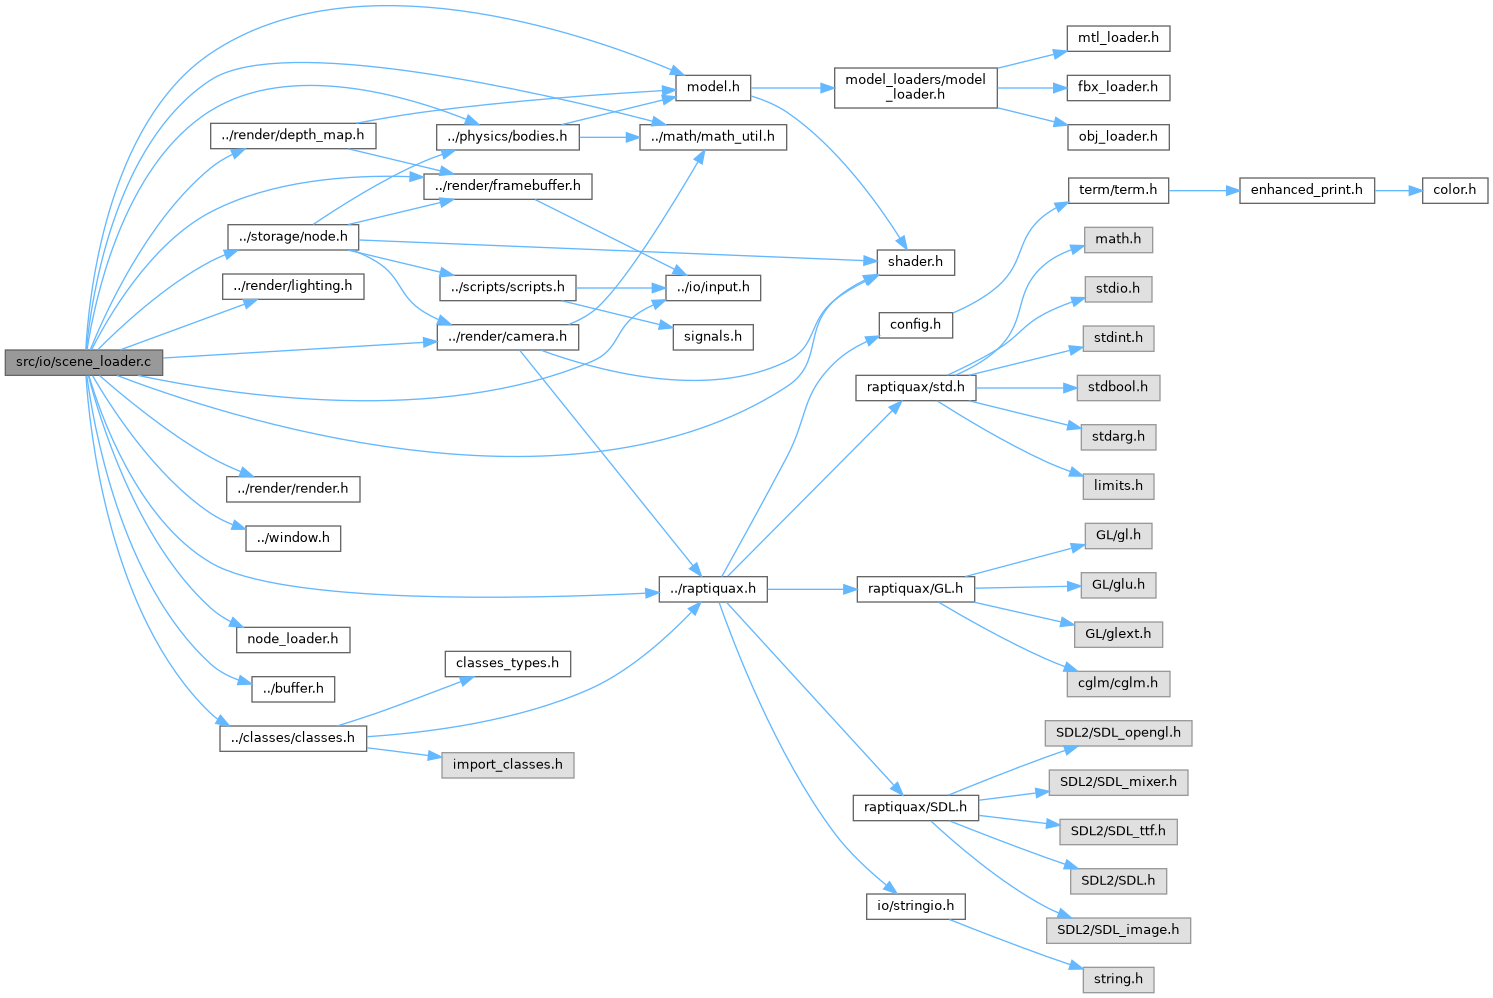 src/io/scene_loader.c
../render/depth_map.h
../storage/node.h
../render/lighting.h
../render/render.h
../window.h
node_loader.h
../buffer.h
../classes/classes.h
../physics/bodies.h
../render/framebuffer.h
../scripts/scripts.h
../render/camera.h
classes_types.h
import_classes.h
model.h
../math/math_util.h
../io/input.h
signals.h
../raptiquax.h
model_loaders/model
_loader.h
shader.h
config.h
raptiquax/std.h
raptiquax/GL.h
raptiquax/SDL.h
io/stringio.h
mtl_loader.h
fbx_loader.h
obj_loader.h
term/term.h
math.h
stdio.h
stdint.h
stdbool.h
stdarg.h
limits.h
GL/gl.h
GL/glu.h
GL/glext.h
cglm/cglm.h
SDL2/SDL_opengl.h
SDL2/SDL_mixer.h
SDL2/SDL_ttf.h
SDL2/SDL.h
SDL2/SDL_image.h
string.h
enhanced_print.h
color.h